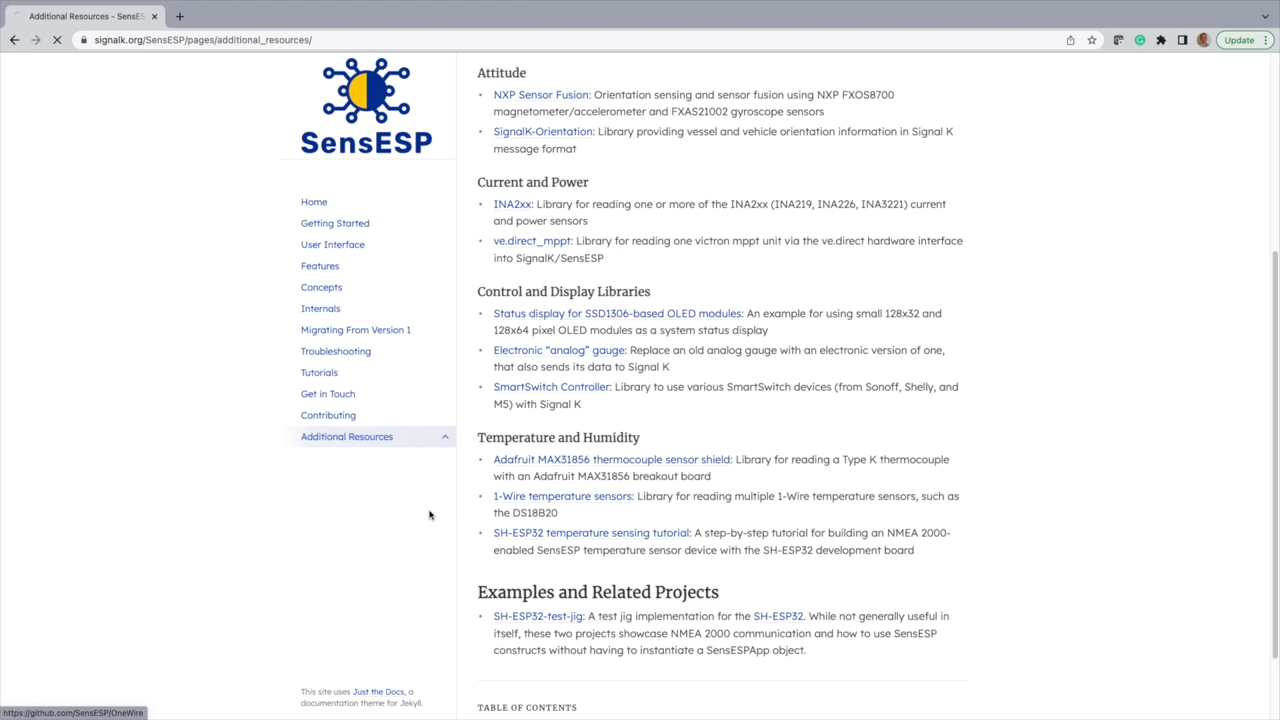 Additional Resources - SensES
signalk.org/SensESP/pages/additional_resources/
Update
SensESP
Home
Getting Started
User Interface
Features
Concepts
Internals
Migrating From Version 1
Troubleshooting
Tutorials
Get in Touch
Contributing
Additional Resources
This site uses Just the Docs, a
documentation theme for Jekyll.
Attitude
• NXP Sensor Fusion: Orientation sensing and sensor fusion using NXP FXOS8700
magnetometer/accelerometer and FXAS21002 gyroscope sensors
• SignalK-Orientation: Library providing vessel and vehicle orientation information in Signal K
message format
Current and Power
• INA2xx: Library for reading one or more of the INA2xx (INA219, INA226, INA3221) current
and power sensors
• ve.direct_mppt: Library for reading one victron mppt unit via the ve.direct hardware interface
into SignalK/SensESP
Control and Display Libraries
• Status display for SSD1306-based OLED modules: An example for using small 128x32 and
128x64 pixel OLED modules as a system status display
• Electronic “analog” gauge: Replace an old analog gauge with an electronic version of one,
that also sends its data to Signal K
• SmartSwitch Controller: Library to use various SmartSwitch devices (from Sonoff, Shelly, and
M5) with Signal K
Temperature and Humidity
• Adafruit MAX31856 thermocouple sensor shield: Library for reading a Type K thermocouple
with an Adafruit MAX31856 breakout board
• 1-Wire temperature sensors: Library for reading multiple 1-Wire temperature sensors, such as
the DS18B20
• SH-ESP32 temperature sensing tutorial: A step-by-step tutorial for building an NMEA 2000-
enabled SensESP temperature sensor device with the SH-ESP32 development board
Examples and Related Projects
• SH-ESP32-test-jig: A test jig implementation for the SH-ESP32. While not generally useful in
itself, these two projects showcase NMEA 2000 communication and how to use SensESP
constructs without having to instantiate a SensESPApp object.
TABLE OF CONTENTS
https://github.com/SensESP/OneWire